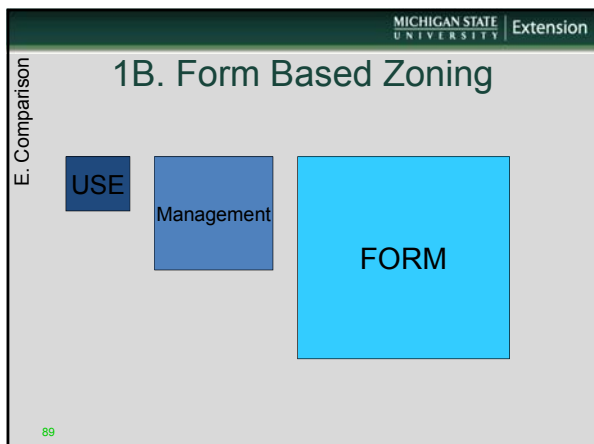 MICHIGAN STATE
UNIVERSITY
Extension
E. Comparison
1B. Form Based Zoning
USE
Management
FORM
89